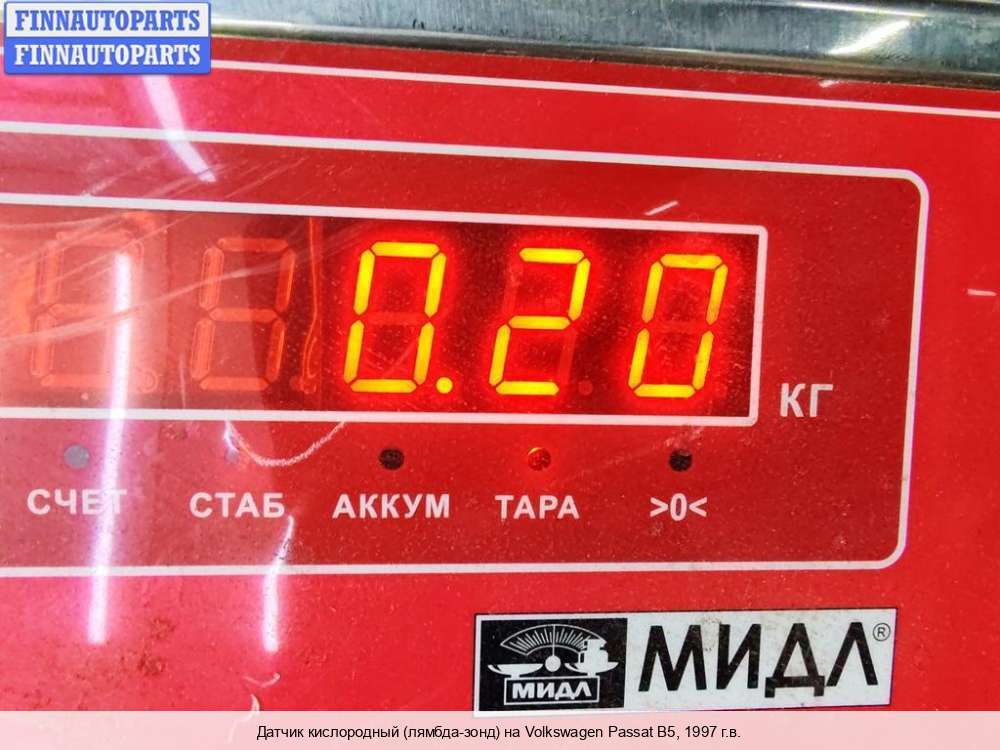 FINNAUTOPARTS
FINNAUTOPARTS
0.20
КГ
СЧЕТ СТАБ АККУМ ТАРА >0<
МИДЛ МИДЛ®
Датчик кислородный (лямбда-зонд) на Volkswagen Passat B5, 1997 г.в.